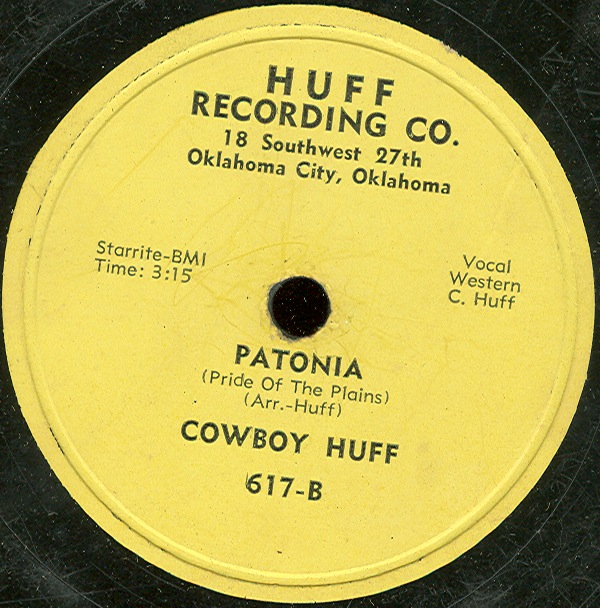 HUFF
RECORDING CO.
18 Southwest 27th
Oklahoma City, Oklahoma
Starrite-BMI
Time: 3:15
Vocal
Western
C. Huff
PATONIA
(Pride Of The Plains)
(Arr.-Huff)
COWBOY HUFF
617-B